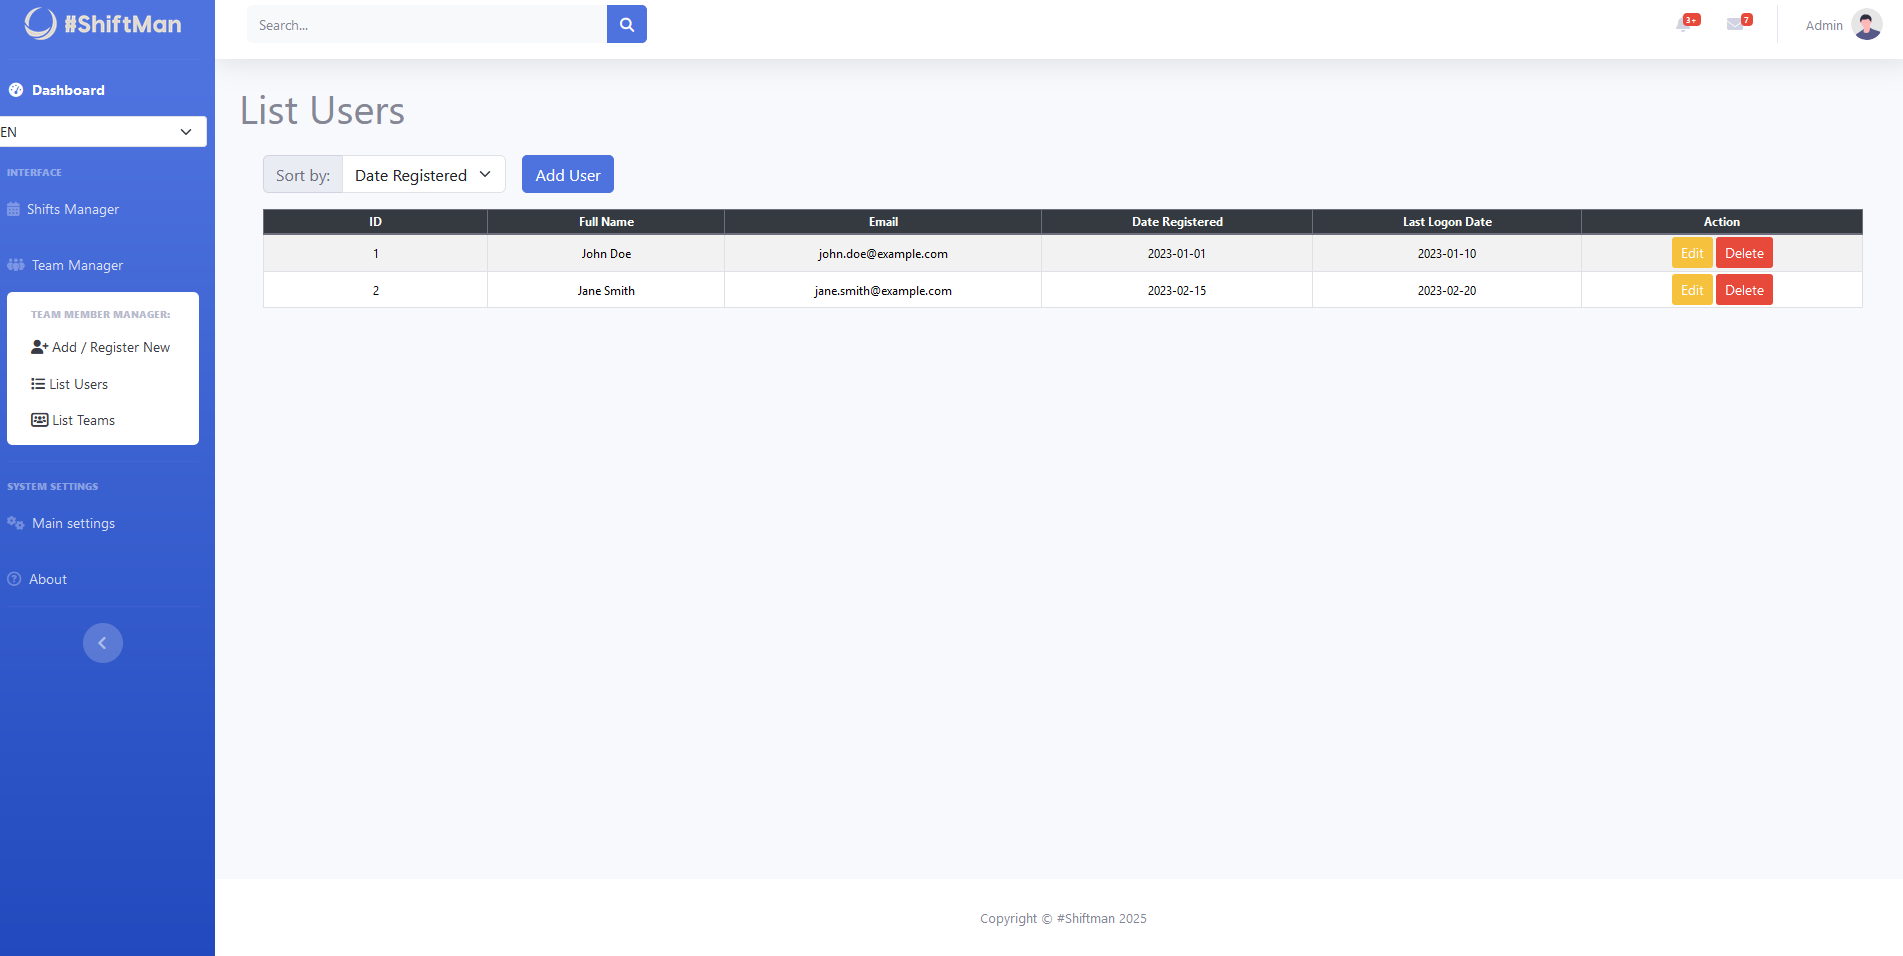 #ShiftMan
Search...
3+
7
Admin
Dashboard
EN
INTERFACE
Shifts Manager
Team Manager
TEAM MEMBER MANAGER:
Add / Register New
List Users
List Teams
SYSTEM SETTINGS
Main settings
About
List Users
Sort by: Date Registered Add User
ID Full Name Email Date Registered Last Logon Date Action
1 John Doe john.doe@example.com 2023-01-01 2023-01-10 Edit Delete
2 Jane Smith jane.smith@example.com 2023-02-15 2023-02-20 Edit Delete
Copyright © #Shiftman 2025